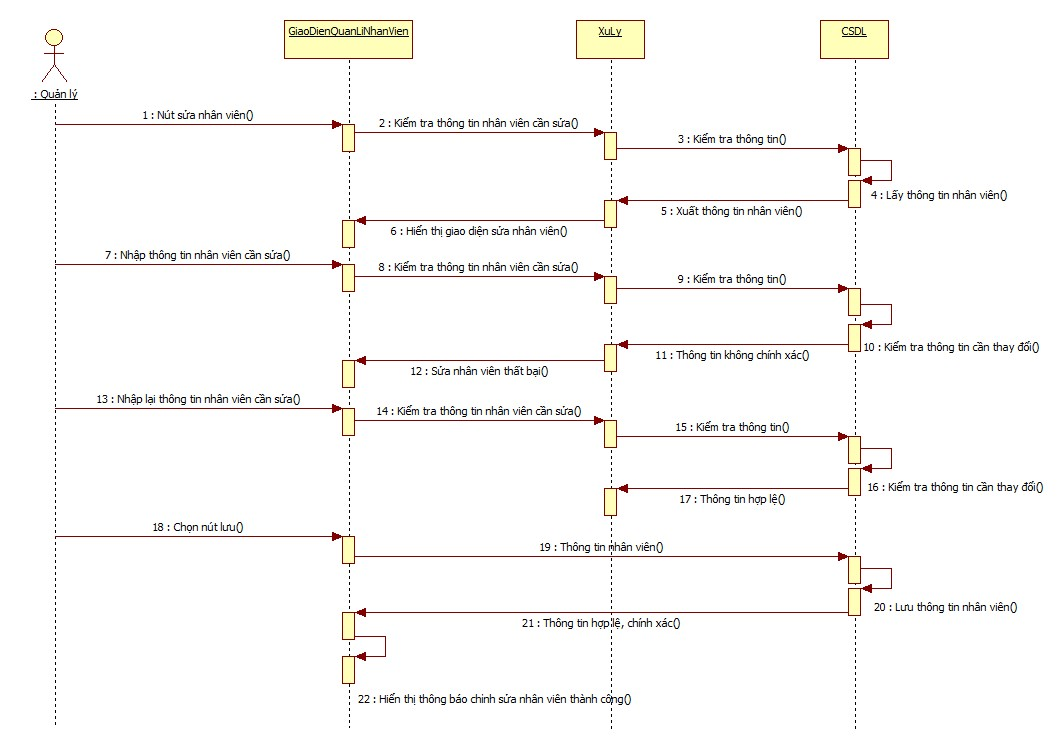 GiaoDienQuanLiNhanVien
XuLy
CSDL
: Quản lý
1 : Nút sửa nhân viên()
2 : Kiểm tra thông tin nhân viên cần sửa()
3 : Kiểm tra thông tin()
4 : Lấy thông tin nhân viên()
5 : Xuất thông tin nhân viên()
6 : Hiển thị giao diện sửa nhân viên()
7 : Nhập thông tin nhân viên cần sửa()
8 : Kiểm tra thông tin nhân viên cần sửa()
9 : Kiểm tra thông tin()
10 : Kiểm tra thông tin cần thay đổi()
11 : Thông tin không chính xác()
12 : Sửa nhân viên thất bại()
13 : Nhập lại thông tin nhân viên cần sửa()
14 : Kiểm tra thông tin nhân viên cần sửa()
15 : Kiểm tra thông tin()
16 : Kiểm tra thông tin cần thay đổi()
17 : Thông tin hợp lệ()
18 : Chọn nút lưu()
19 : Thông tin nhân viên()
20 : Lưu thông tin nhân viên()
21 : Thông tin hợp lệ, chính xác()
22 : Hiển thị thông báo chỉnh sửa nhân viên thành công()